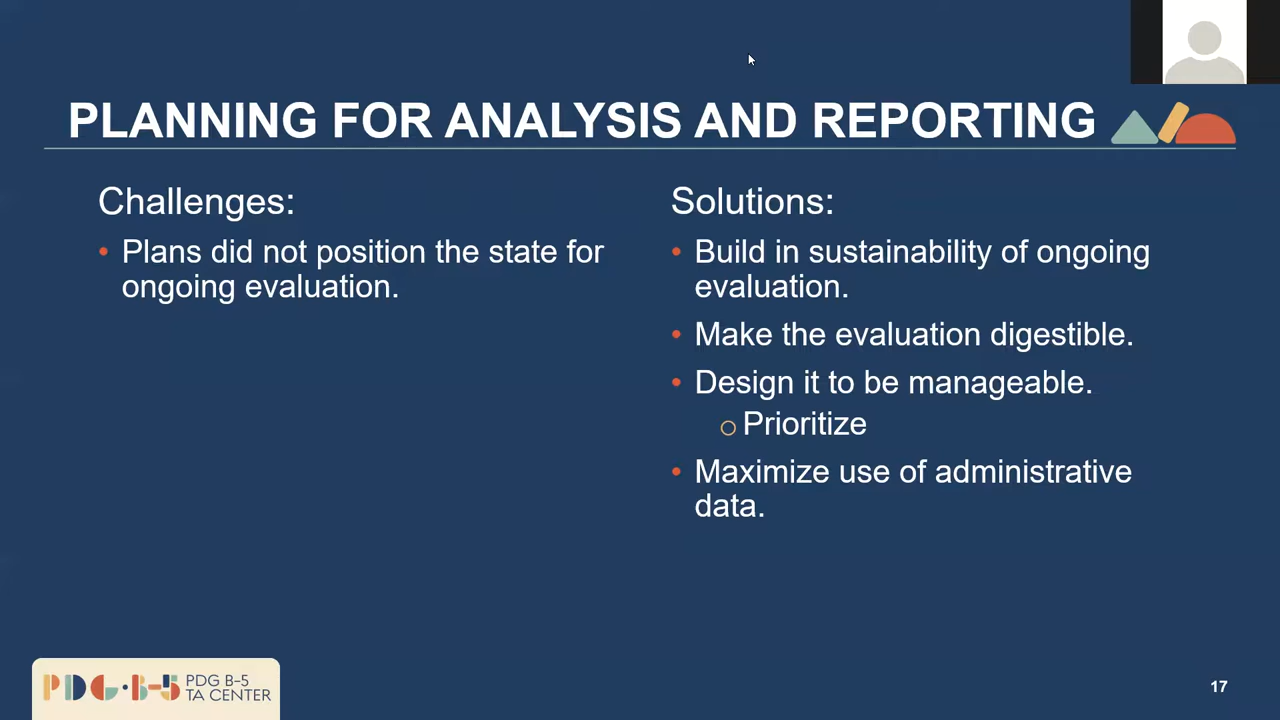 PLANNING FOR ANALYSIS AND REPORTING
Challenges:
• Plans did not position the state for
ongoing evaluation.
Solutions:
• Build in sustainability of ongoing
evaluation.
• Make the evaluation digestible.
• Design it to be manageable.
o Prioritize
• Maximize use of administrative
data.
PDG·B-5
PDG B-5
TA CENTER
17